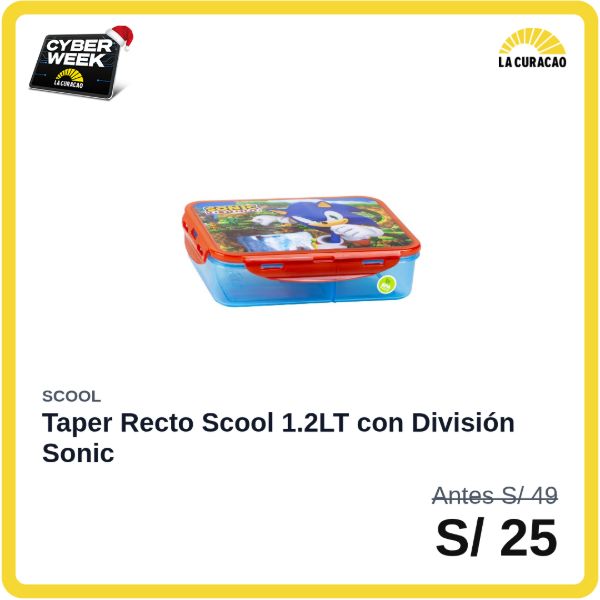 CYBER
WEEK
LA CURACAO
LA CURACAO
SCOOL
Taper Recto Scool 1.2LT con División
Sonic
Antes S/ 49
S/ 25